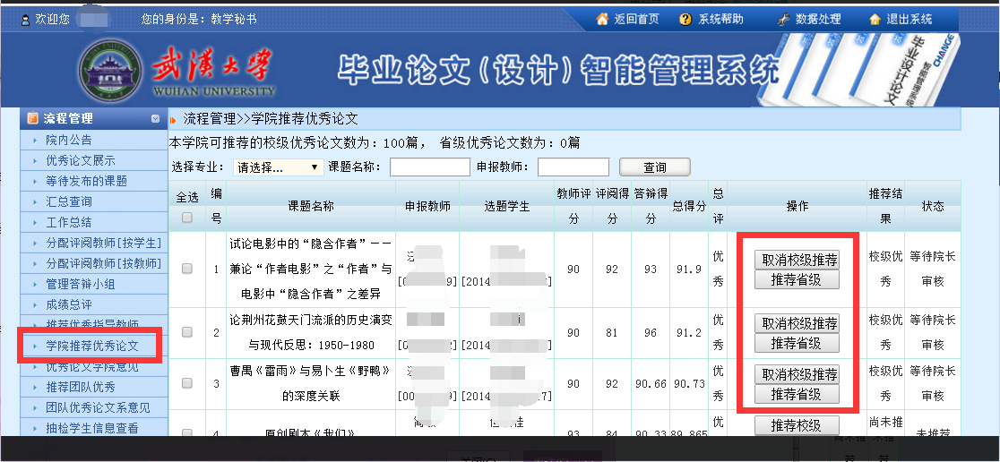 欢迎您 您的身份是：教学秘书 返回首页 系统帮助 数据处理 退出系统
武汉大学
WUHAN UNIVERSITY
毕业论文(设计)智能管理系统
CHANGE
智能管理系统
毕业设计论文
流程管理
院内公告
优秀论文展示
等待发布的课题
汇总查询
工作总结
分配评阅教师[按学生]
分配评阅教师[按教师]
管理答辩小组
成绩总评
推荐优秀指导教师
学院推荐优秀论文
优秀论文学院意见
推荐团队优秀
团队优秀论文系意见
抽检学生信息查看
流程管理>>学院推荐优秀论文
本学院可推荐的校级优秀论文数为：100篇， 省级优秀论文数为：0篇
选择专业： 请选择... 课题名称： 申报教师： 查询
全选 编号 课题名称 申报教师 选题学生 教师评分 评阅得分 答辩得分 总得分 总评 操作 推荐结果 状态
1 试论电影中的“隐含作者”——
兼论“作者电影”之“作者”与
电影中“隐含作者”之差异
[0 9] [2014 ] 90 92 93 91.9 优秀 取消校级推荐
推荐省级
校级优秀 等待院长审核
2 论荆州花鼓天门流派的历史演变
与现代反思：1950-1980
[0 2] [2014 ] 90 81 96 91.2 优秀 取消校级推荐
推荐省级
校级优秀 等待院长审核
3 曹禺《雷雨》与易卜生《野鸭》
的深度关联
[00 9] [2014 7] 90 92 90.66 90.73 优秀 取消校级推荐
推荐省级
校级优秀 等待院长审核
4 原创剧本《我们》 93 84 90.33 89.865 优 推荐校级 尚未推 未推荐